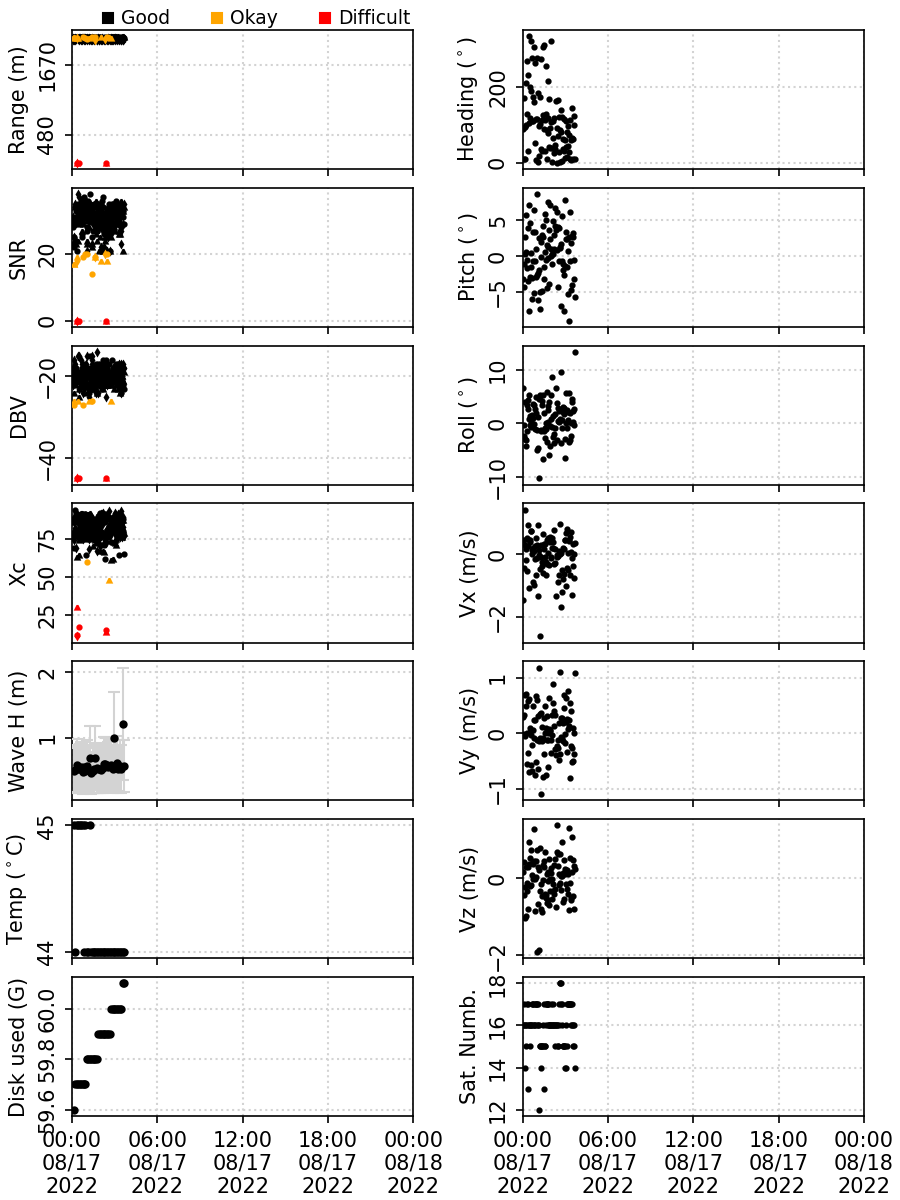 Good Okay Difficult
Range (m)
1670
480
Heading (°)
200
0
SNR
20
0
Pitch (°)
5
0
−5
DBV
−20
−40
Roll (°)
10
0
−10
Xc
75
50
25
Vx (m/s)
0
−2
Wave H (m)
2
1
Vy (m/s)
1
0
−1
Temp (°C)
45
44
Vz (m/s)
0
−2
Disk used (G)
60.0
59.8
59.6
Sat. Numb.
18
16
14
12
00:00 06:00 12:00 18:00 00:00
08/17 08/17 08/17 08/17 08/18
2022 2022 2022 2022 2022
00:00 06:00 12:00 18:00 00:00
08/17 08/17 08/17 08/17 08/18
2022 2022 2022 2022 2022